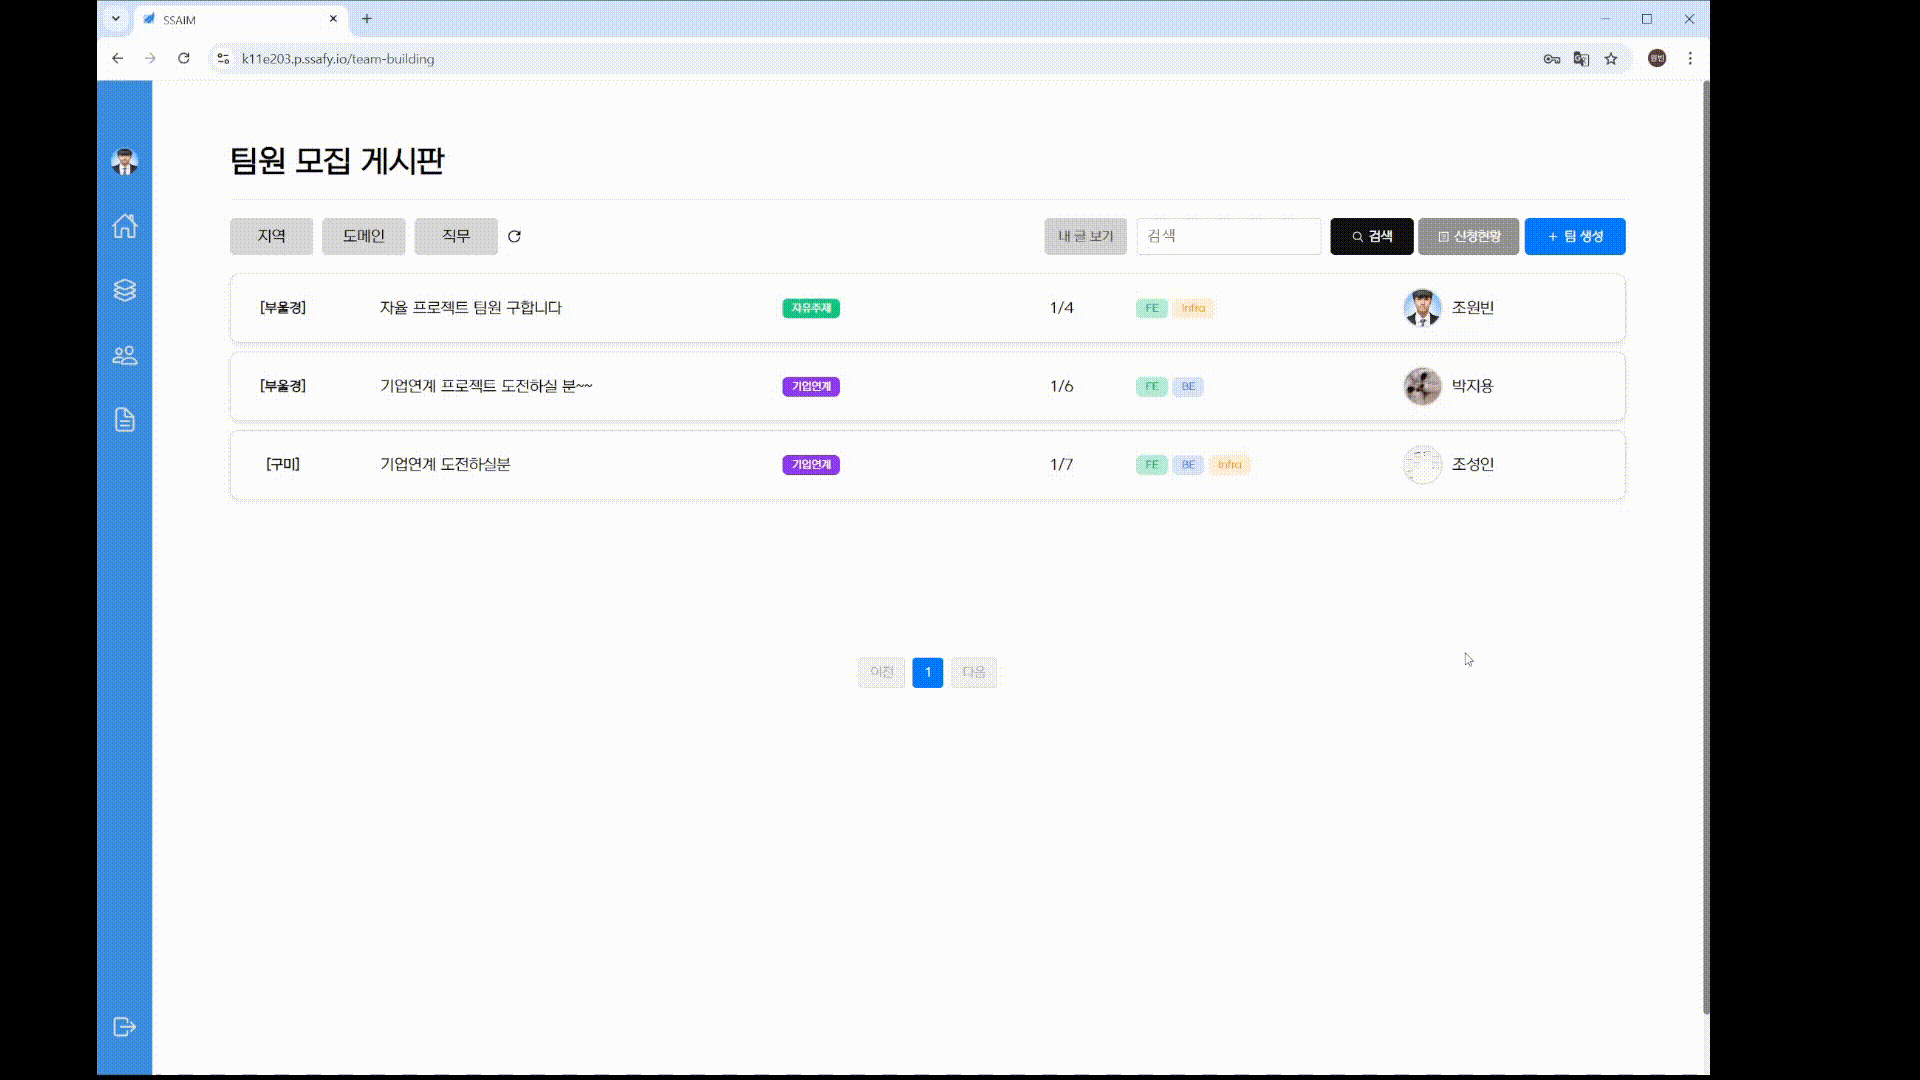 SSAIM
k11e203.p.ssafy.io/team-building
원빈
팀원 모집 게시판
지역 도메인 직무 내 글 보기 검색 검색 신청현황 + 팀 생성
[부울경] 자율 프로젝트 팀원 구합니다 자유주제 1/4 FE Infra 조원빈
[부울경] 기업연계 프로젝트 도전하실 분~~ 기업연계 1/6 FE BE 박지용
[구미] 기업연계 도전하실분 기업연계 1/7 FE BE Infra 조성인
이전 1 다음